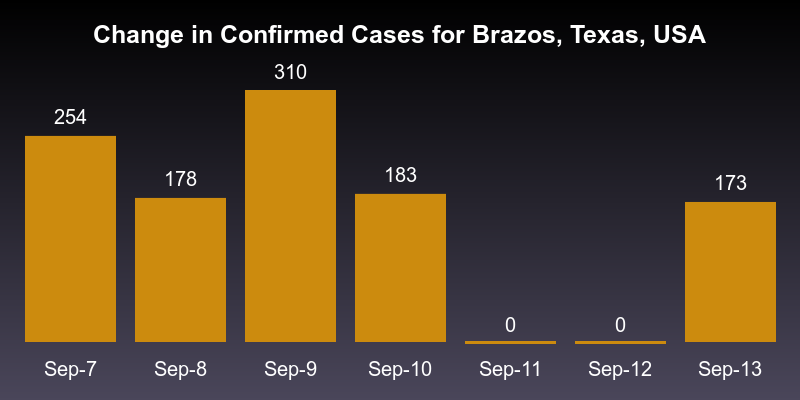 Change in Confirmed Cases for Brazos, Texas, USA
254
178
310
183
0
0
173
Sep-7
Sep-8
Sep-9
Sep-10
Sep-11
Sep-12
Sep-13